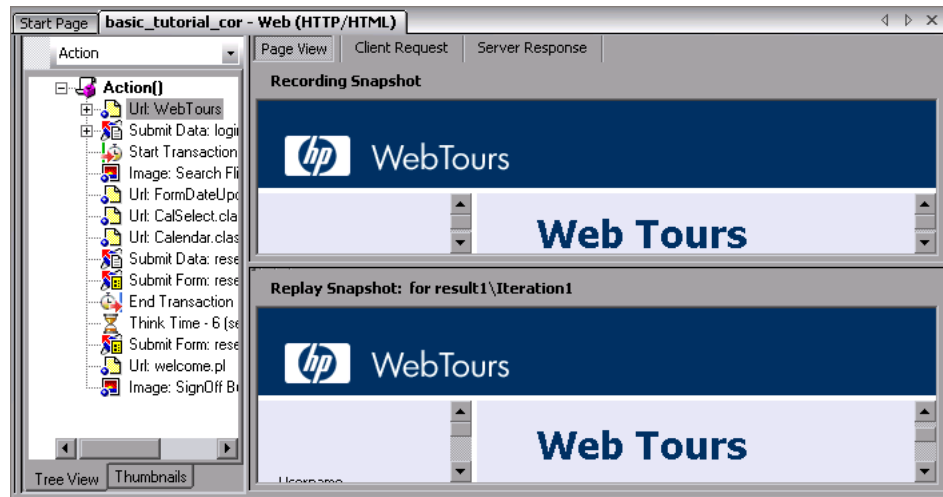 Start Page
basic_tutorial_cor - Web (HTTP/HTML)
Action
Action()
Url: WebTours
Submit Data: login
Start Transaction
Image: Search Fli
Url: FormDateUpd
Url: CalSelect.clas
Url: Calendar.clas
Submit Data: rese
Submit Form: rese
End Transaction
Think Time - 6 (se
Submit Form: rese
Url: welcome.pl
Image: SignOff Bu
Tree View
Thumbnails
Page View
Client Request
Server Response
Recording Snapshot
hp WebTours
Web Tours
Replay Snapshot: for result1\Iteration1
hp WebTours
Web Tours
Username